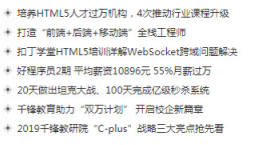 培养HTML5人才过万机构，4次推动行业课程升级
打造“前端+后端+移动端”全栈工程师
扣丁学堂HTML5培训详解WebSocket跨域问题解决
好程序员2期 平均薪资10896元 55%月薪过万
20天做出坦克大战、100天完成亿级秒杀系统
千锋教育助力“双万计划” 开启校企新篇章
2019千锋教研院“C-plus”战略三大亮点抢先看